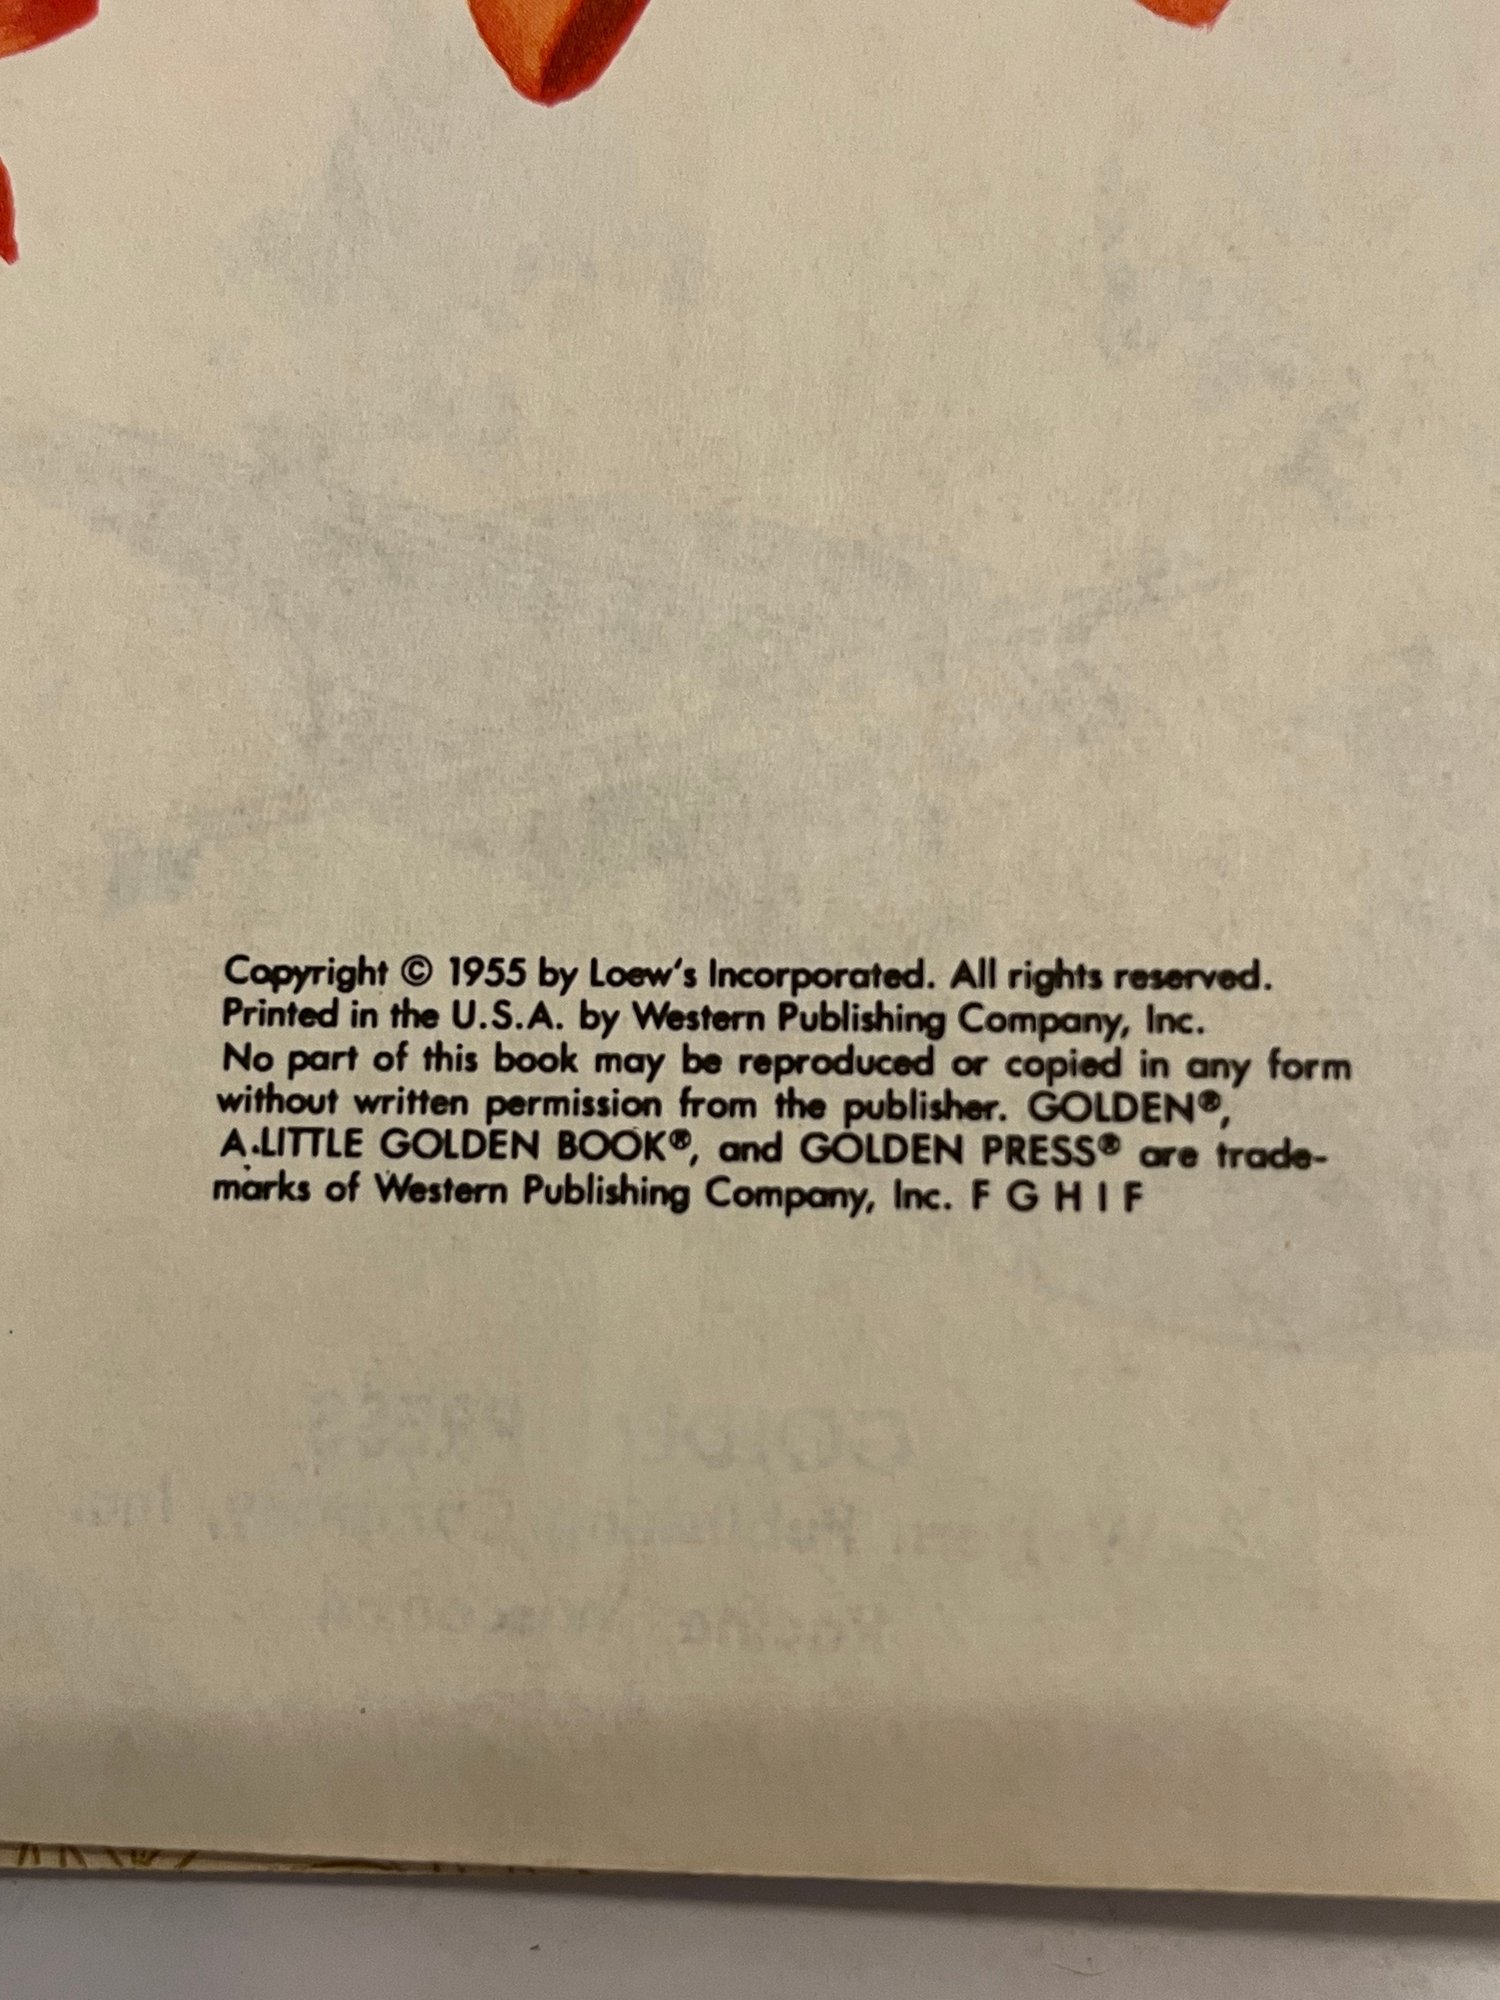 Copyright © 1955 by Loew's Incorporated. All rights reserved.
Printed in the U.S.A. by Western Publishing Company, Inc.
No part of this book may be reproduced or copied in any form
without written permission from the publisher. GOLDEN®,
A LITTLE GOLDEN BOOK®, and GOLDEN PRESS® are trade-
marks of Western Publishing Company, Inc. F G H I F